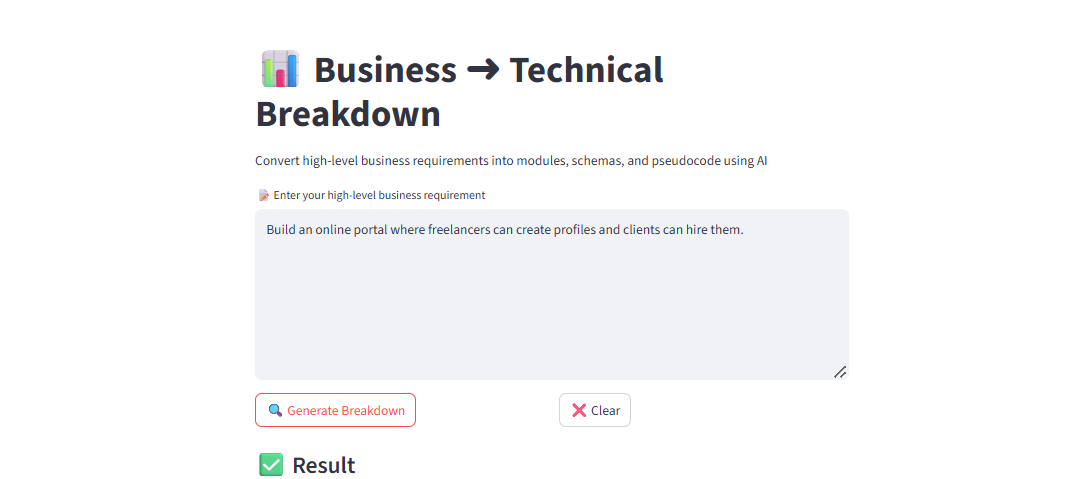 Business → Technical
Breakdown
Convert high-level business requirements into modules, schemas, and pseudocode using AI
Enter your high-level business requirement
Build an online portal where freelancers can create profiles and clients can hire them.
Generate Breakdown
Clear
Result